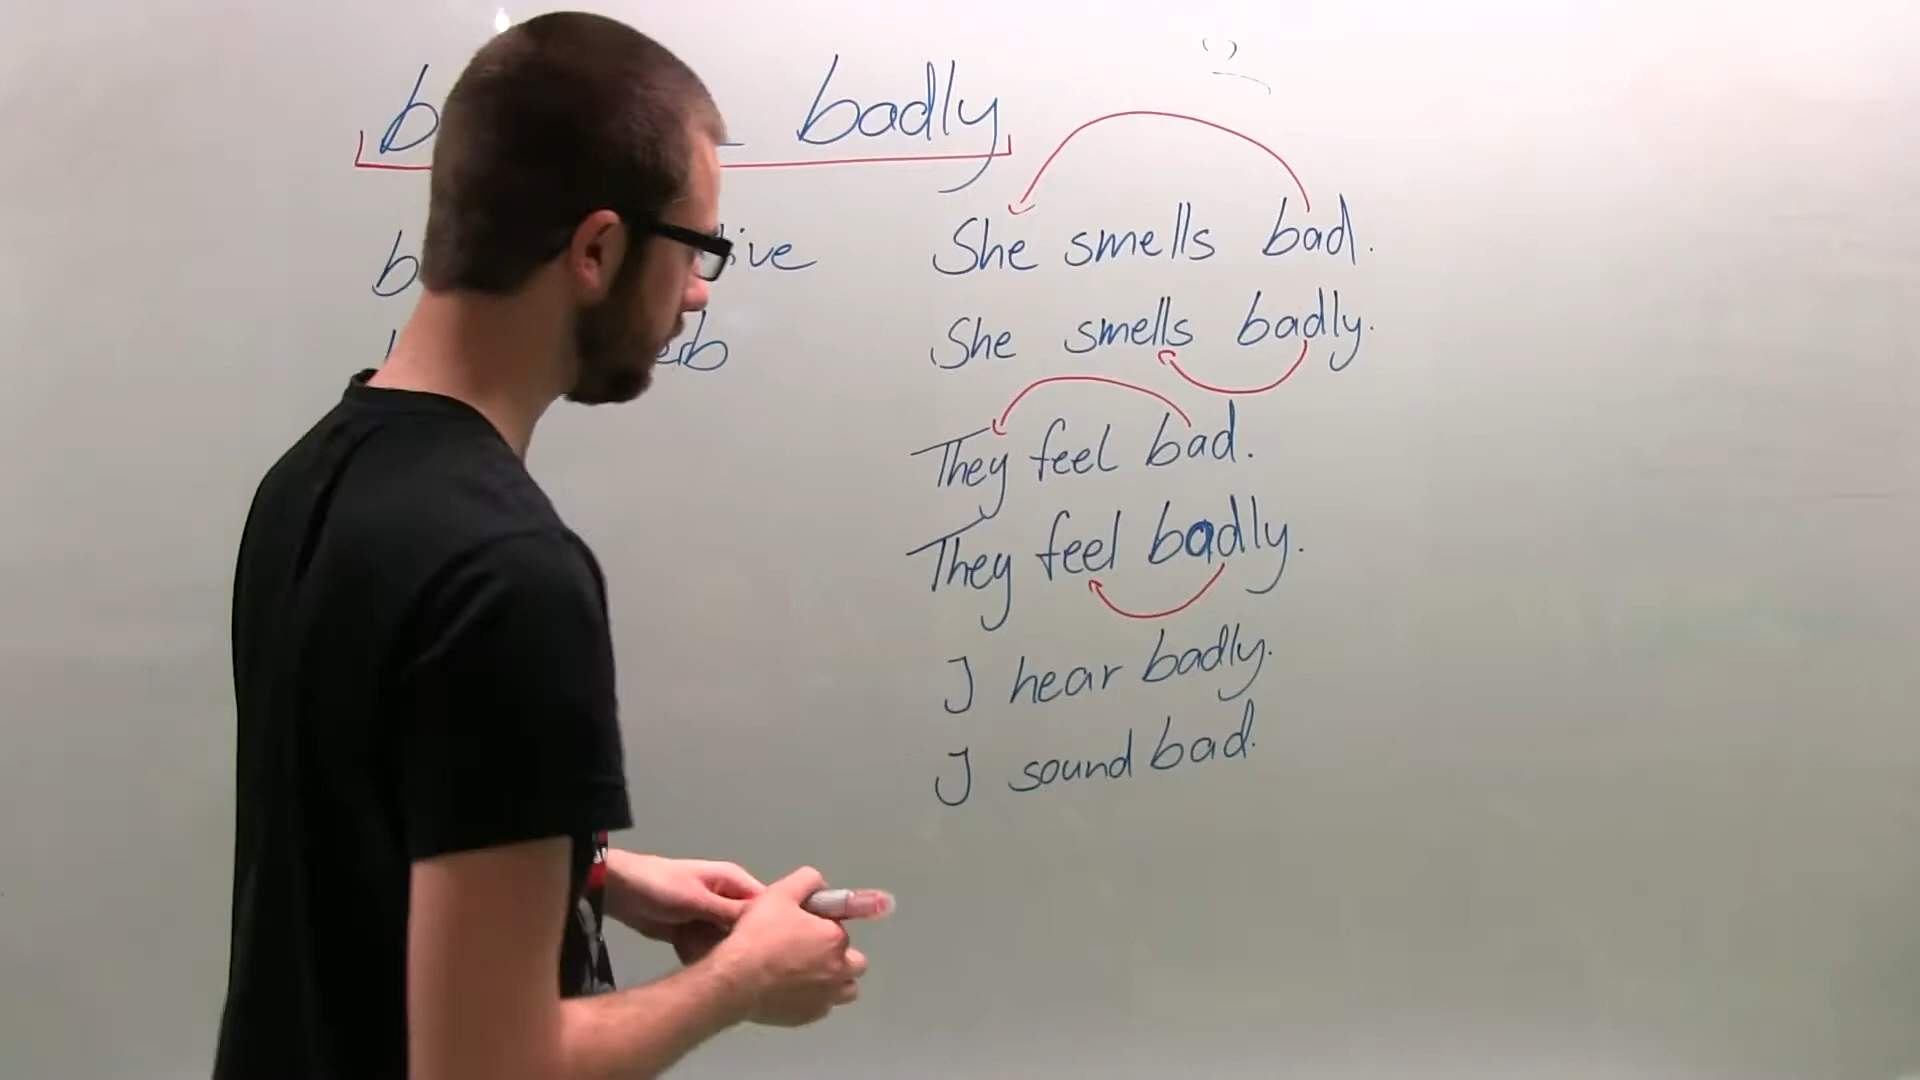 badly
She smells bad.
She smells badly.
They feel bad.
They feel badly.
I hear badly.
I sound bad.